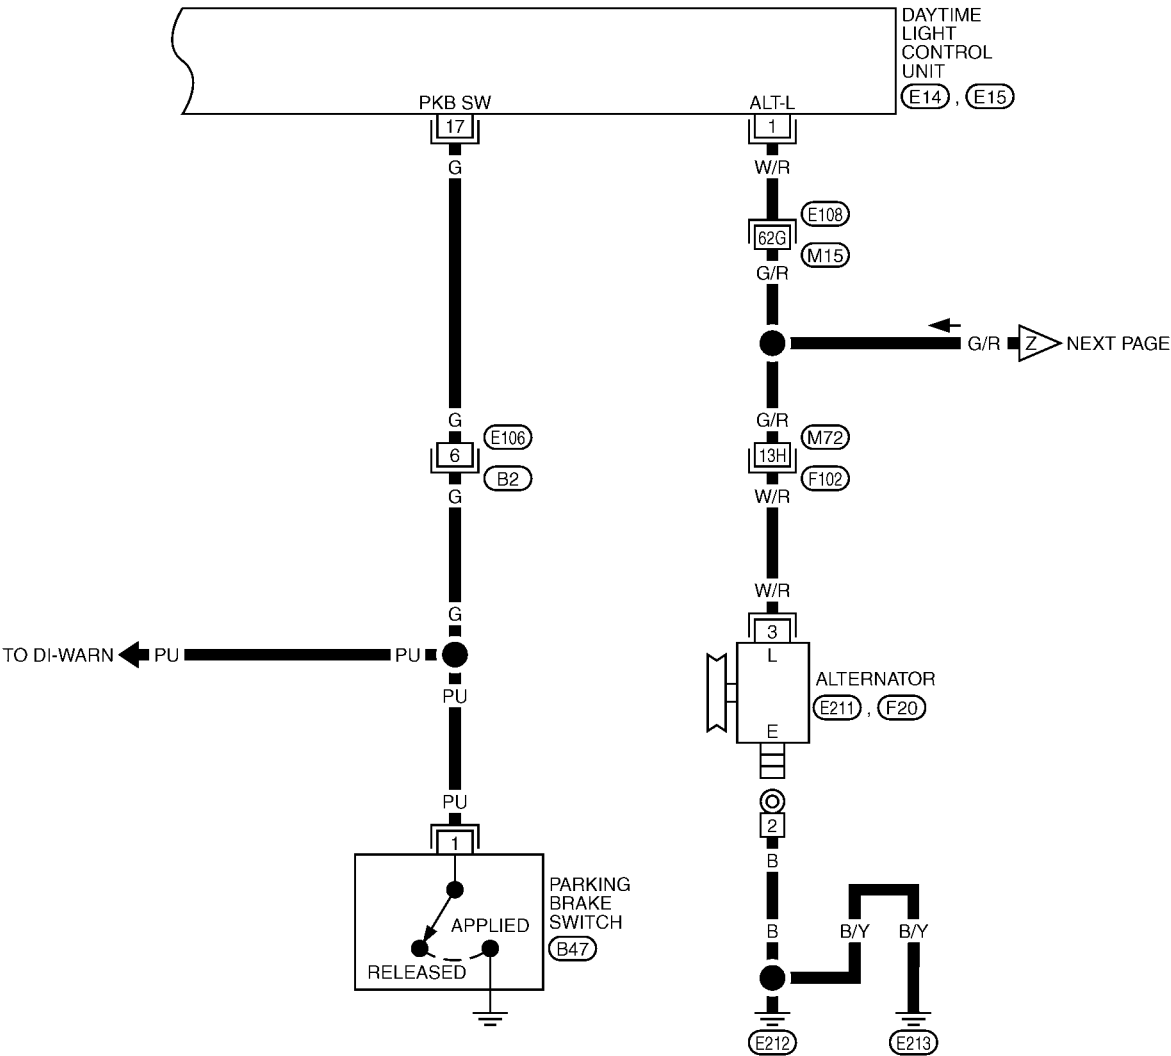 DAYTIME
LIGHT
CONTROL
UNIT
E14 , E15
PKB SW
ALT-L
17
1
G
W/R
E108
62G
M15
G/R
G/R
Z
NEXT PAGE
G
G/R
E106
M72
6
13H
B2
F102
G
W/R
W/R
G
3
TO DI-WARN
PU
PU
L
PU
ALTERNATOR
E211 , F20
E
PU
2
1
B
PARKING
BRAKE
SWITCH
B47
APPLIED
RELEASED
B
B/Y
B/Y
E212
E213